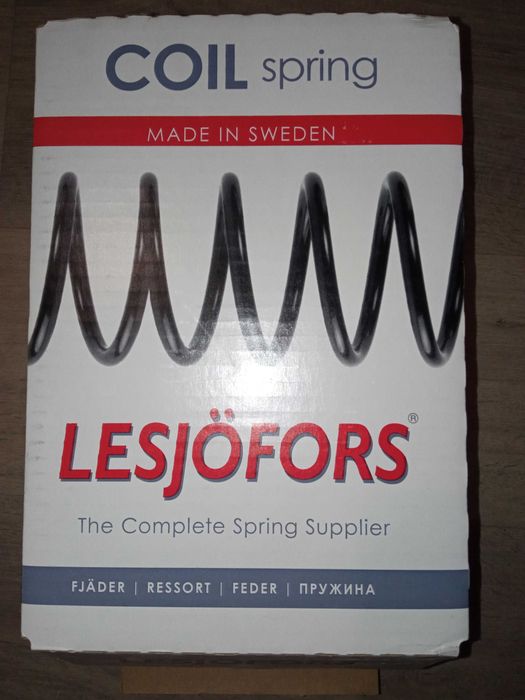 COIL spring
MADE IN SWEDEN
LESJÖFORS®
The Complete Spring Supplier
FJÄDER | RESSORT | FEDER | ПРУЖИНА